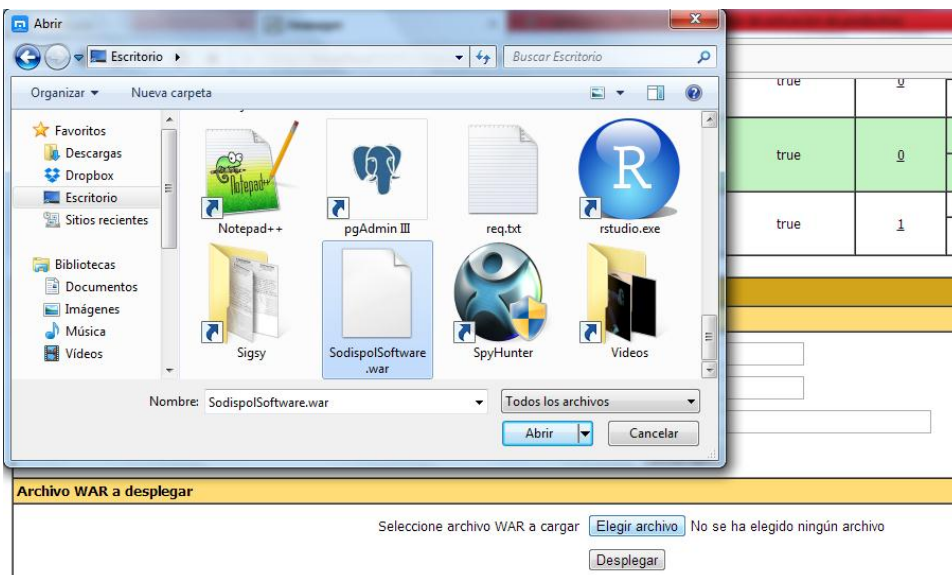 Abrir
Escritorio
Buscar Escritorio
Organizar
Nueva carpeta
Favoritos
Descargas
Dropbox
Escritorio
Sitios recientes
Bibliotecas
Documentos
Imágenes
Música
Vídeos
Notepad++
Notepad++
pgAdmin III
req.txt
R
rstudio.exe
Sigsy
SodispolSoftware
.war
SpyHunter
Videos
Nombre:
SodispolSoftware.war
Todos los archivos
Abrir
Cancelar
true
0
true
0
true
1
Archivo WAR a desplegar
Seleccione archivo WAR a cargar
Elegir archivo
No se ha elegido ningún archivo
Desplegar